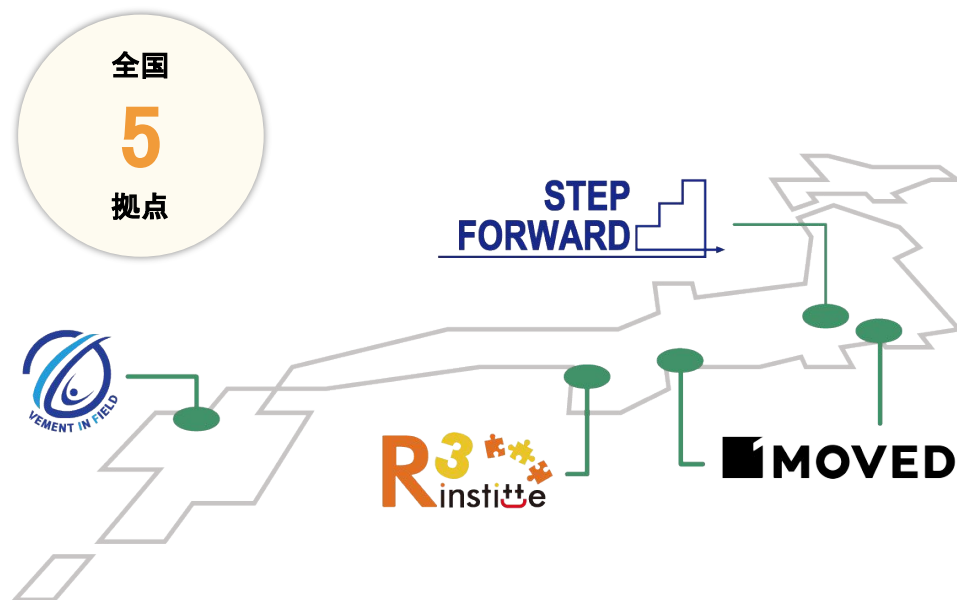 全国
5
拠点
STEP
FORWARD
VEMENT IN FIELD
R3
institte
MOVED